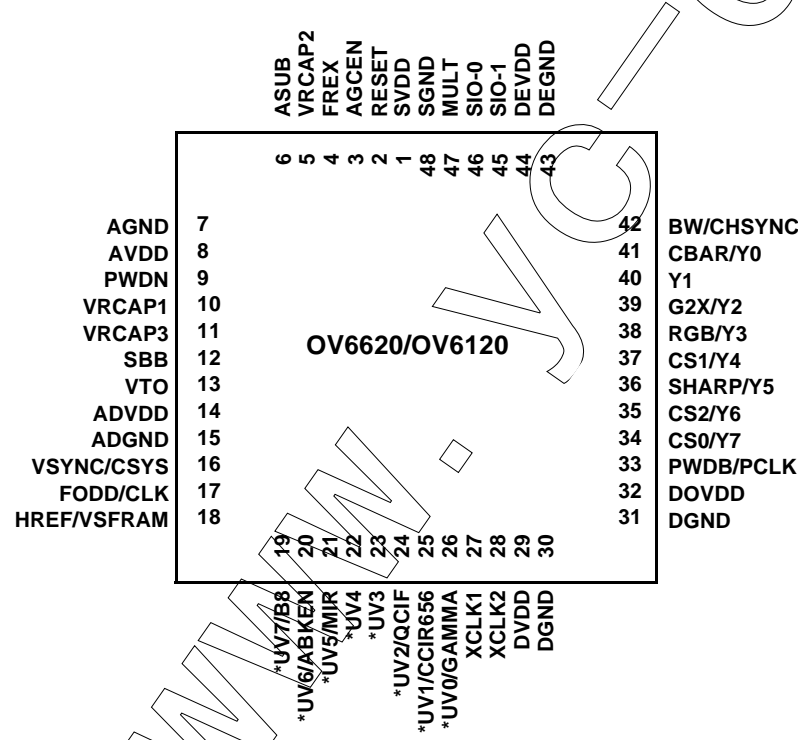 ASUB
VRCAP2
FREX
AGCEN
RESET
SVDD
SGND
MULT
SIO-0
SIO-1
DEVDD
DEGND
6 5 4 3 2 1 48 47 46 45 44 43
AGND 7
AVDD 8
PWDN 9
VRCAP1 10
VRCAP3 11
SBB 12
VTO 13
ADVDD 14
ADGND 15
VSYNC/CSYS 16
FODD/CLK 17
HREF/VSFRAM 18
OV6620/OV6120
42 BW/CHSYNC
41 CBAR/Y0
40 Y1
39 G2X/Y2
38 RGB/Y3
37 CS1/Y4
36 SHARP/Y5
35 CS2/Y6
34 CS0/Y7
33 PWDB/PCLK
32 DOVDD
31 DGND
19 20 21 22 23 24 25 26 27 28 29 30
*UV7/B8
*UV6/ABKEN
*UV5/MIR
*UV4
*UV3
*UV2/QCIF
*UV1/CCIR656
*UV0/GAMMA
XCLK1
XCLK2
DVDD
DGND
www.yc-